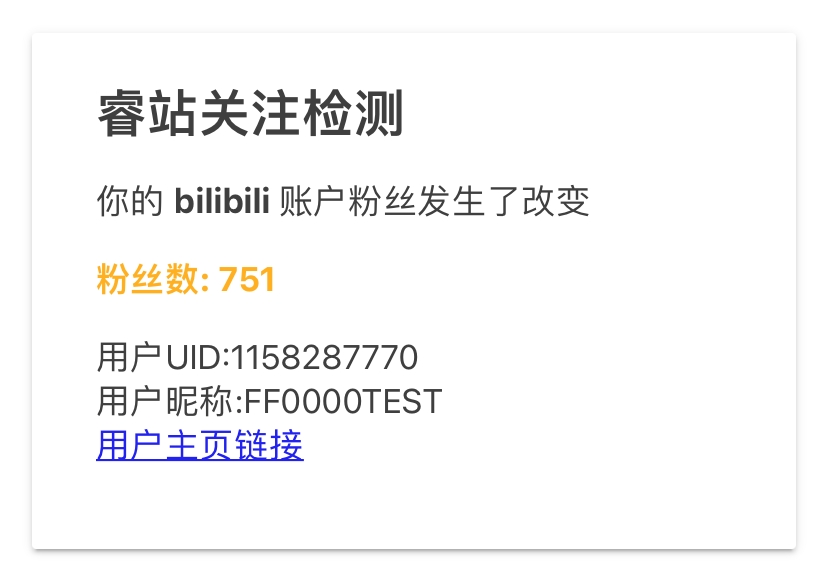 睿站关注检测
你的 bilibili 账户粉丝发生了改变
粉丝数: 751
用户UID:1158287770
用户昵称:FF0000TEST
用户主页链接